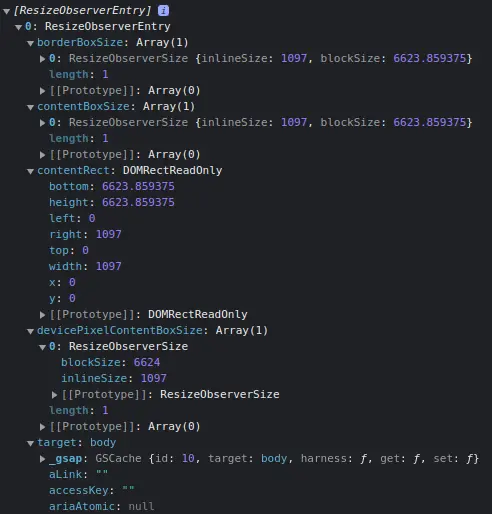 [ResizeObserverEntry] i
0: ResizeObserverEntry
borderBoxSize: Array(1)
0: ResizeObserverSize {inlineSize: 1097, blockSize: 6623.859375}
length: 1
[[Prototype]]: Array(0)
contentBoxSize: Array(1)
0: ResizeObserverSize {inlineSize: 1097, blockSize: 6623.859375}
length: 1
[[Prototype]]: Array(0)
contentRect: DOMRectReadOnly
bottom: 6623.859375
height: 6623.859375
left: 0
right: 1097
top: 0
width: 1097
x: 0
y: 0
[[Prototype]]: DOMRectReadOnly
devicePixelContentBoxSize: Array(1)
0: ResizeObserverSize
blockSize: 6624
inlineSize: 1097
[[Prototype]]: ResizeObserverSize
length: 1
[[Prototype]]: Array(0)
target: body
_gsap: GSCache {id: 10, target: body, harness: ƒ, get: ƒ, set: ƒ}
aLink: ""
accessKey: ""
ariaAtomic: null